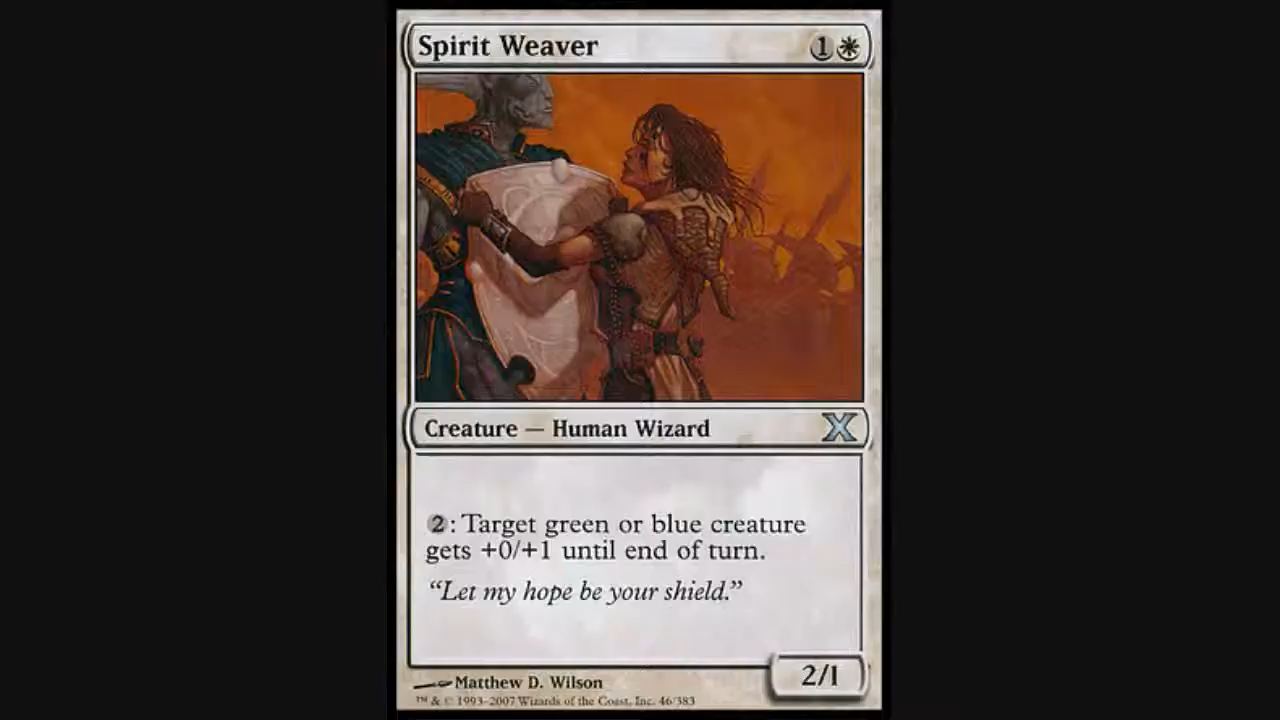 Spirit Weaver 1
Creature — Human Wizard X
2: Target green or blue creature
gets +0/+1 until end of turn.
“Let my hope be your shield.”
2/1
Matthew D. Wilson
™ & © 1993–2007 Wizards of the Coast, Inc. 46/383